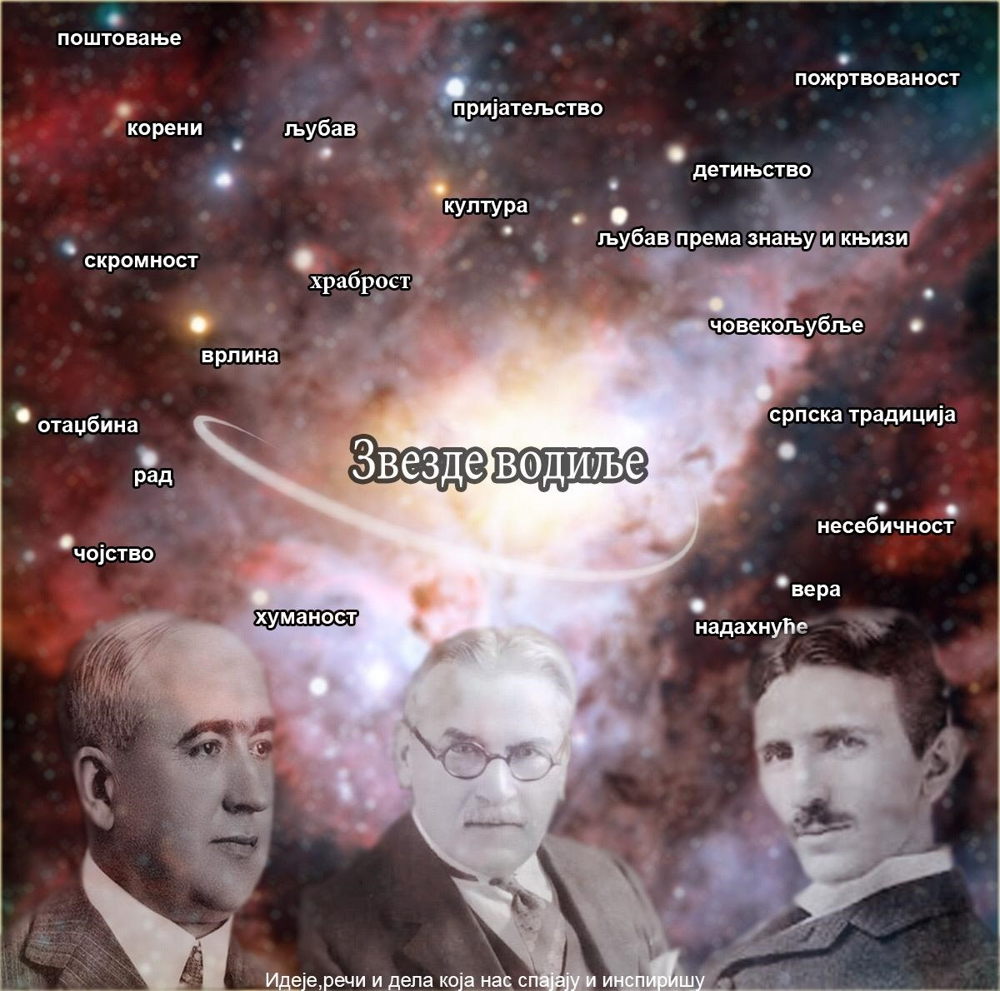 поштовање
пожртвованост
пријатељство
корени
љубав
детињство
култура
љубав према знању и књизи
скромност
храброст
човекољубље
врлина
српска традиција
отаџбина
Звезде водиље
рад
несебичност
чојство
вера
хуманост
надахнуће
Идеје,речи и дела која нас спајају и инспиришу